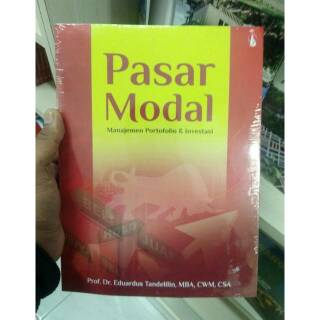 Pasar
Modal
Manajemen Portofolio & Investasi
Prof. Dr. Eduardus Tandelilin, MBA, CWM, CSA